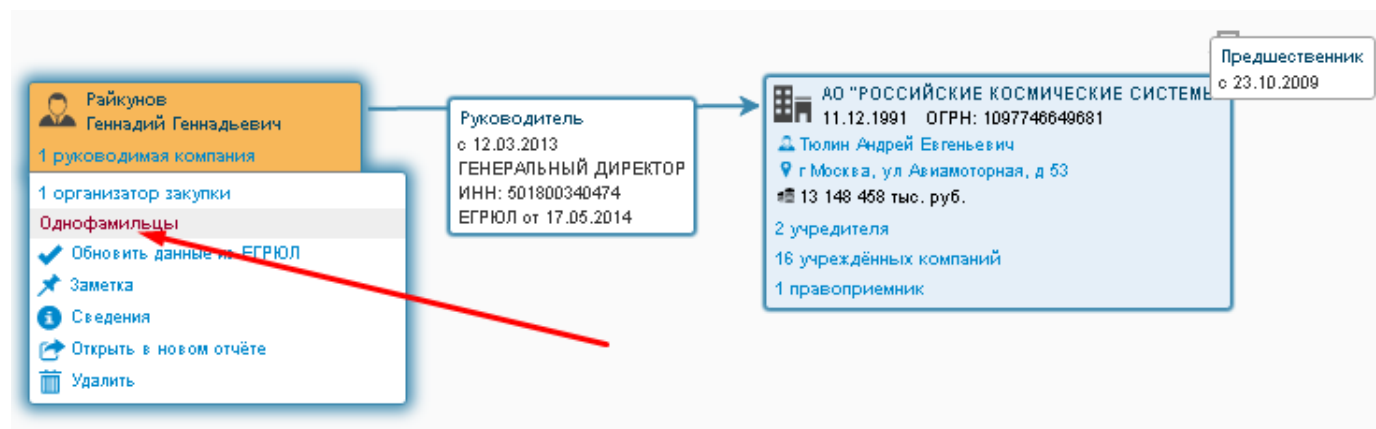 Райкунов
Геннадий Геннадьевич
1 руководимая компания
1 организатор закупки
Однофамильцы
Обновить данные из ЕГРЮЛ
Заметка
Сведения
Открыть в новом отчёте
Удалить
Руководитель
с 12.03.2013
ГЕНЕРАЛЬНЫЙ ДИРЕКТОР
ИНН: 501800340474
ЕГРЮЛ от 17.05.2014
АО "РОССИЙСКИЕ КОСМИЧЕСКИЕ СИСТЕМЫ
11.12.1991 ОГРН: 1097746649681
Тюлин Андрей Евгеньевич
г Москва, ул Авиамоторная, д 53
13 148 458 тыс. руб.
2 учредителя
16 учреждённых компаний
1 правоприемник
Предшественник
с 23.10.2009